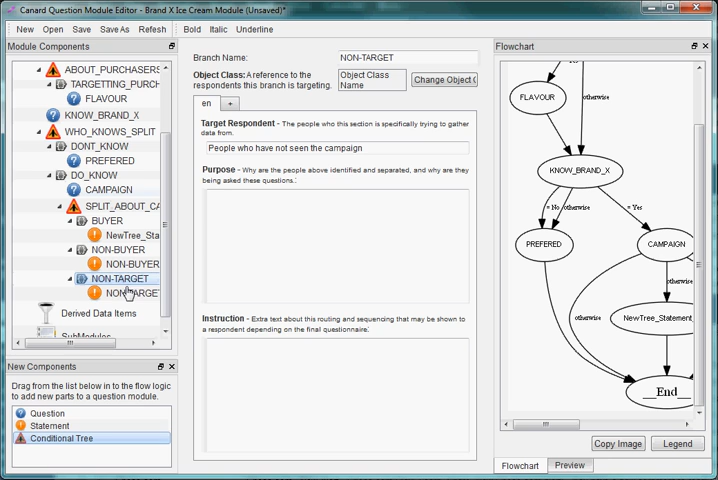 Canard Question Module Editor - Brand X Ice Cream Module (Unsaved)*
New Open Save Save As Refresh Bold Italic Underline
Module Components
ABOUT_PURCHASERS
TARGETTING_PURCH
FLAVOUR
KNOW_BRAND_X
WHO_KNOWS_SPLIT
DONT_KNOW
PREFERED
DO_KNOW
CAMPAIGN
SPLIT_ABOUT_CA
BUYER
NewTree_Sta
NON-BUYER
NON-BUYER
NON-TARGET
NON-TARGET
Derived Data Items
SubModules
New Components
Drag from the list below in to the flow logic
to add new parts to a question module.
Question
Statement
Conditional Tree
Branch Name: NON-TARGET
Object Class: A reference to the
respondents this branch is targeting.
Object Class
Name
Change Object C
en +
Target Respondent - The people who this section is specifically trying to gather
data from.
People who have not seen the campaign
Purpose - Why are the people above identified and separated, and why are they
being asked these questions.:
Instruction - Extra text about this routing and sequencing that may be shown to
a respondent depending on the final questionnaire:
Flowchart
FLAVOUR
otherwise
KNOW_BRAND_X
= No
otherwise
= Yes
PREFERED
CAMPAIGN
otherwise
otherwise
NewTree_Statement_
__End__
Copy Image Legend
Flowchart Preview